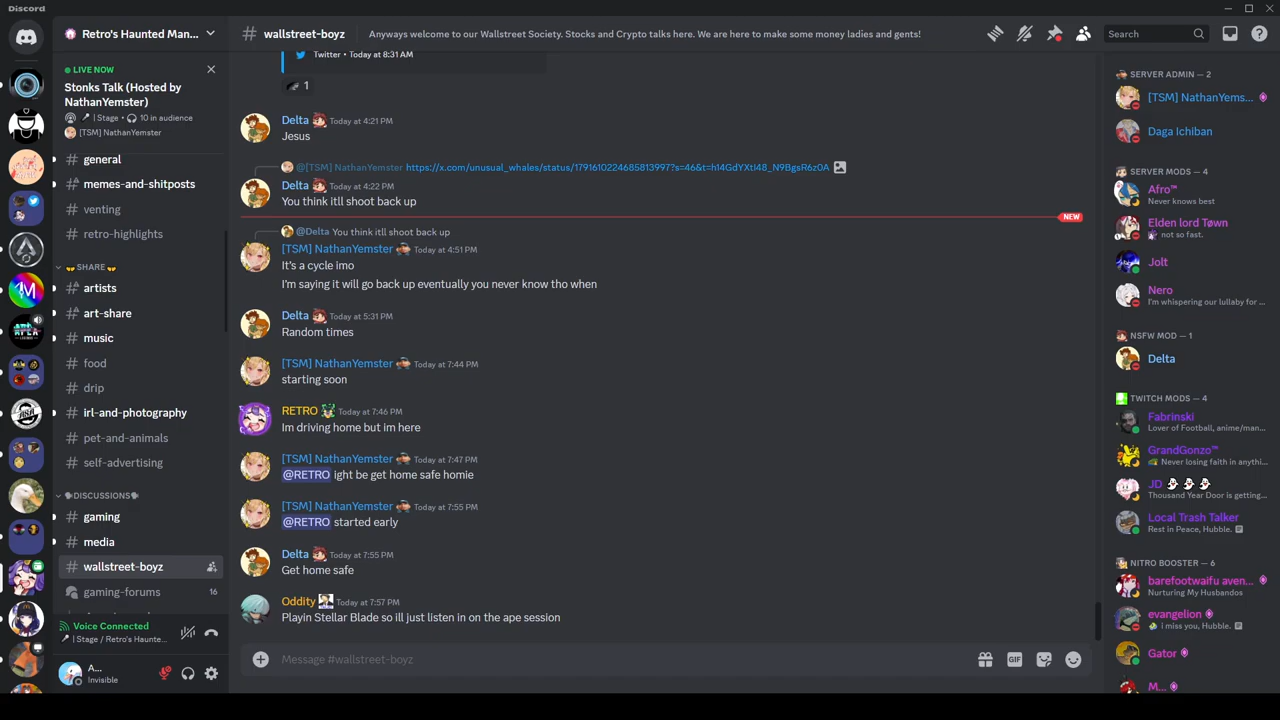 Discord
Retro's Haunted Man...
LIVE NOW
Stonks Talk (Hosted by
NathanYemster)
| Stage • 10 in audience
[TSM] NathanYemster
general
memes-and-shitposts
venting
retro-highlights
SHARE
artists
art-share
music
food
drip
irl-and-photography
pet-and-animals
self-advertising
DISCUSSIONS
gaming
media
wallstreet-boyz
gaming-forums 16
Voice Connected
| Stage / Retro's Haunte...
A...
Invisible
# wallstreet-boyz Anyways welcome to our Wallstreet Society. Stocks and Crypto talks here. We are here to make some money ladies and gents!
Search
Twitter • Today at 8:31 AM
1
Delta Today at 4:21 PM
Jesus
@[TSM] NathanYemster https://x.com/unusual_whales/status/1791610224685813997?s=46&t=h14GdYXtI48_N9BgsR6z0A
Delta Today at 4:22 PM
You think itll shoot back up
NEW
@Delta You think itll shoot back up
[TSM] NathanYemster Today at 4:51 PM
It's a cycle imo
I'm saying it will go back up eventually you never know tho when
Delta Today at 5:31 PM
Random times
[TSM] NathanYemster Today at 7:44 PM
starting soon
RETRO Today at 7:46 PM
Im driving home but im here
[TSM] NathanYemster Today at 7:47 PM
@RETRO ight be get home safe homie
[TSM] NathanYemster Today at 7:55 PM
@RETRO started early
Delta Today at 7:55 PM
Get home safe
Oddity Today at 7:57 PM
Playin Stellar Blade so ill just listen in on the ape session
Message #wallstreet-boyz
GIF
SERVER ADMIN — 2
[TSM] NathanYems...
Daga Ichiban
SERVER MODS — 4
Afro™
Never knows best
Elden lord Tøwn
not so fast.
Jolt
Nero
I'm whispering our lullaby for ...
NSFW MOD — 1
Delta
TWITCH MODS — 4
Fabrinski
Lover of Football, anime/man...
GrandGonzo™
Never losing faith in anythi...
JD
Thousand Year Door is getting...
Local Trash Talker
Rest in Peace, Hubble.
NITRO BOOSTER — 6
barefootwaifu aven...
Nurturing My Husbandos
evangelion
i miss you, Hubble.
Gator
M...